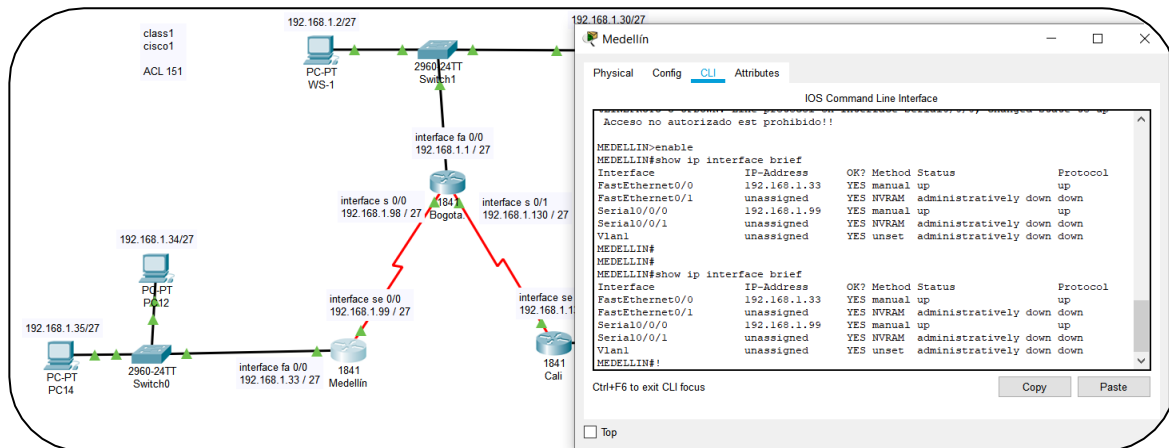 class1
cisco1
ACL 151
192.168.1.2/27
PC-PT
WS-1
2960-24TT
Switch1
192.168.1.30/27
interface fa 0/0
192.168.1.1 / 27
1841
Bogota
interface s 0/0
192.168.1.98 / 27
interface s 0/1
192.168.1.130 / 27
192.168.1.34/27
PC-PT
PC12
192.168.1.35/27
PC-PT
PC14
2960-24TT
Switch0
interface fa 0/0
192.168.1.33 / 27
interface se 0/0
192.168.1.99 / 27
1841
Medellín
interface se
1841
Cali
Medellín
Physical Config CLI Attributes
IOS Command Line Interface
Acceso no autorizado est prohibido!!
MEDELLIN>enable
MEDELLIN#show ip interface brief
Interface IP-Address OK? Method Status Protocol
FastEthernet0/0 192.168.1.33 YES manual up up
FastEthernet0/1 unassigned YES NVRAM administratively down down
Serial0/0/0 192.168.1.99 YES manual up up
Serial0/0/1 unassigned YES NVRAM administratively down down
Vlan1 unassigned YES unset administratively down down
MEDELLIN#
MEDELLIN#
MEDELLIN#show ip interface brief
Interface IP-Address OK? Method Status Protocol
FastEthernet0/0 192.168.1.33 YES manual up up
FastEthernet0/1 unassigned YES NVRAM administratively down down
Serial0/0/0 192.168.1.99 YES manual up up
Serial0/0/1 unassigned YES NVRAM administratively down down
Vlan1 unassigned YES unset administratively down down
MEDELLIN#!
Ctrl+F6 to exit CLI focus
Copy Paste
Top